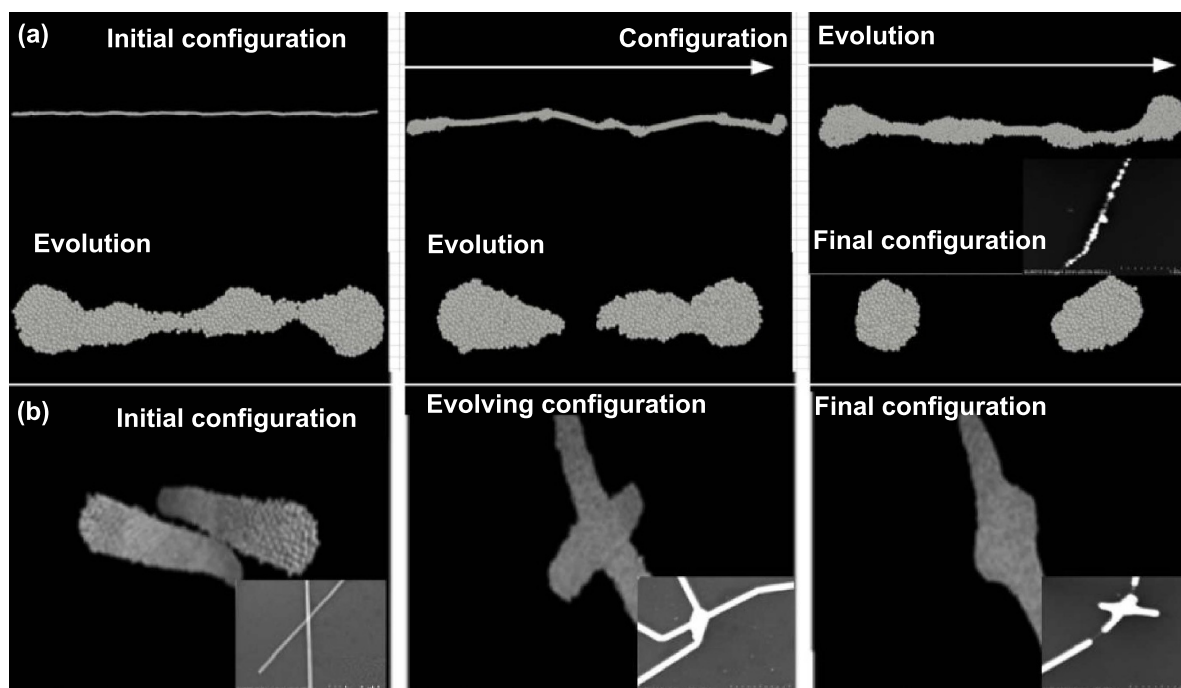 (a)
Initial configuration
Configuration
Evolution
Evolution
Evolution
Final configuration
(b)
Initial configuration
Evolving configuration
Final configuration